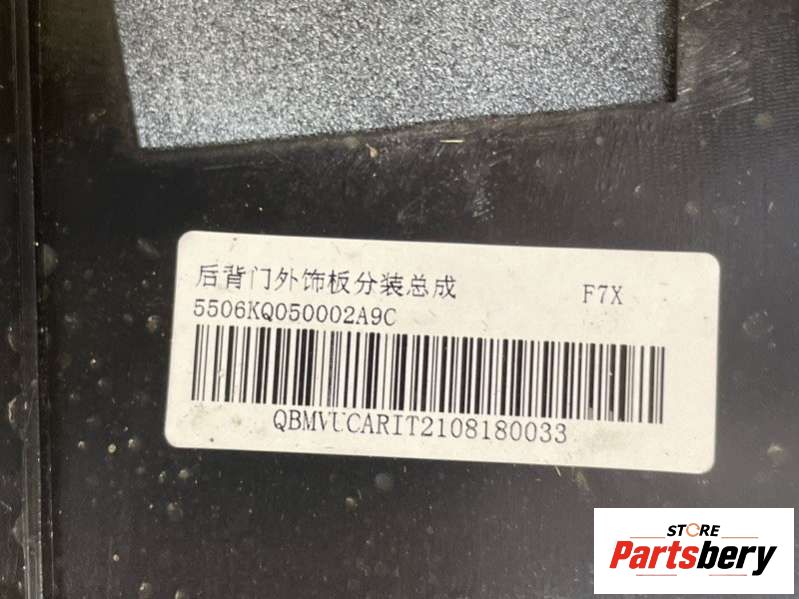 后背门外饰板分装总成 F7X
5506KQ050002A9C
QBMVUCARIT2108180033
STORE
Partsbery